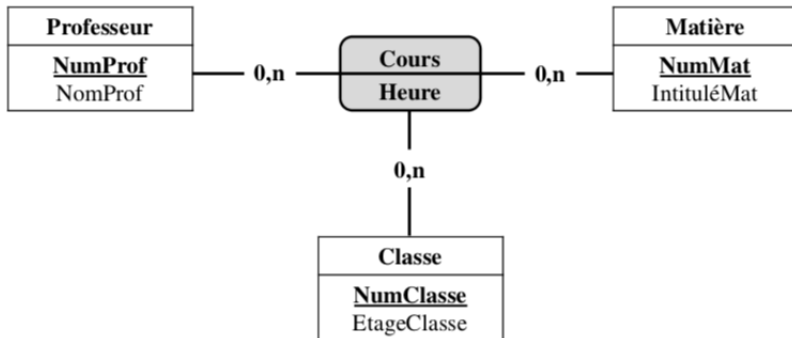 Professeur
NumProf
NomProf
0,n
Cours
Heure
0,n
Matière
NumMat
IntituléMat
0,n
Classe
NumClasse
EtageClasse